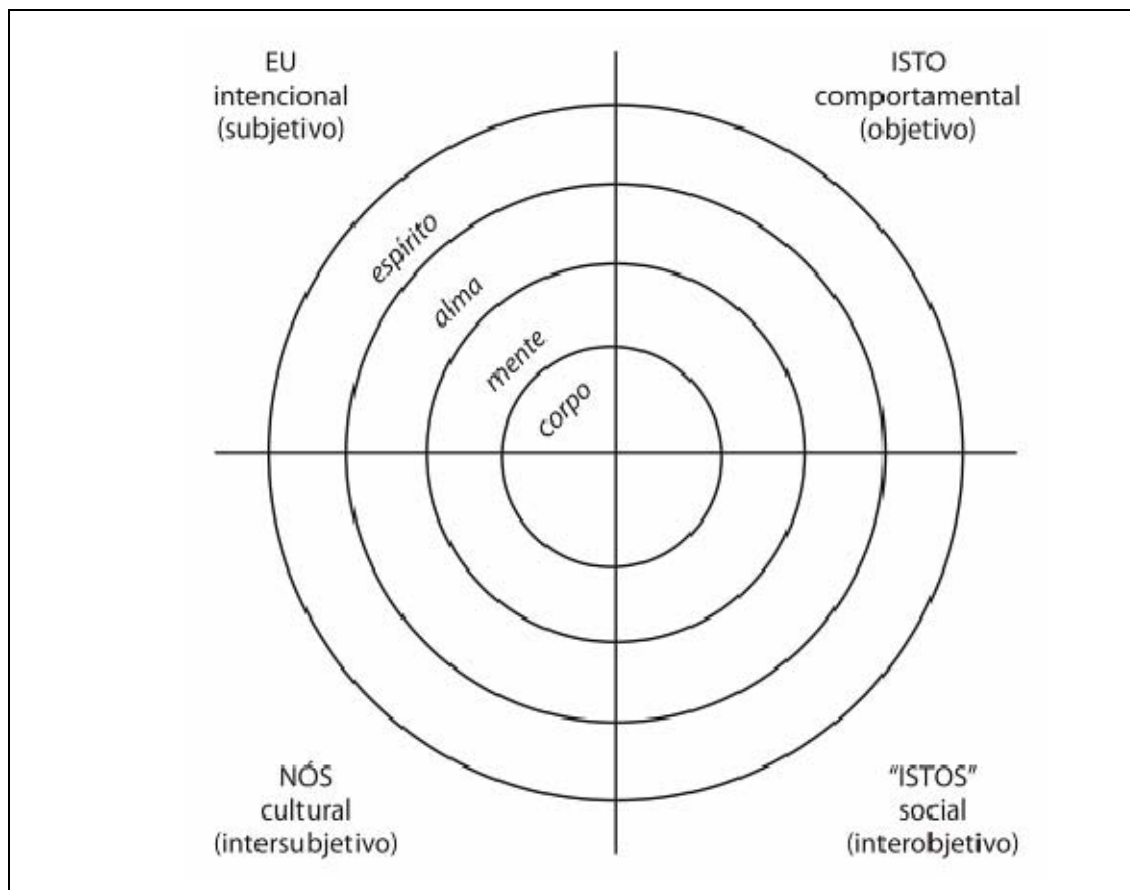 EU
intencional
(subjetivo)
ISTO
comportamental
(objetivo)
espírito
alma
mente
corpo
NÓS
cultural
(intersubjetivo)
“ISTOS”
social
(interobjetivo)